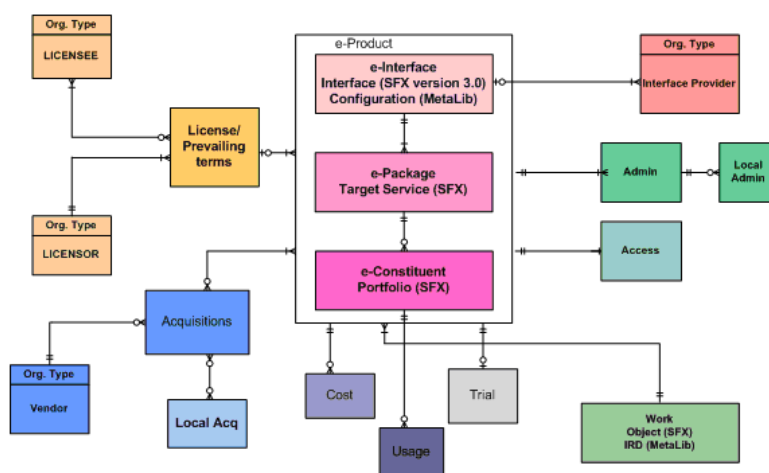 Org. Type
LICENSEE
e-Product
e-Interface
Interface (SFX version 3.0)
Configuration (MetaLib)
Org. Type
Interface Provider
License/
Prevailing
terms
e-Package
Target Service (SFX)
Admin
Local
Admin
Org. Type
LICENSOR
e-Constituent
Portfolio (SFX)
Access
Acquisitions
Org. Type
Vendor
Local Acq
Cost
Trial
Usage
Work
Object (SFX)
IRD (MetaLib)